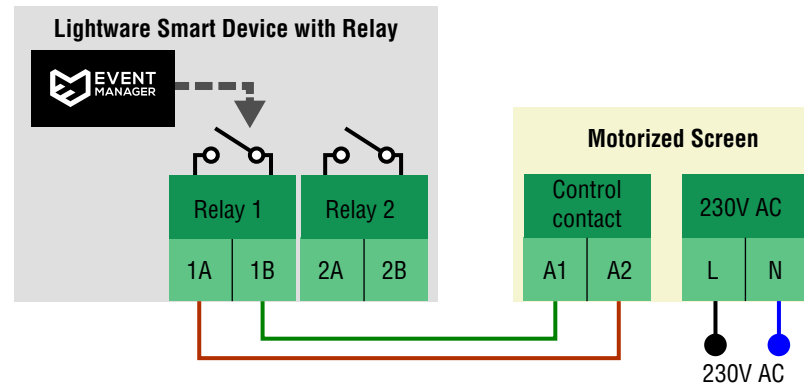 Lightware Smart Device with Relay
EVENT
MANAGER
Relay 1
Relay 2
1A
1B
2A
2B
Motorized Screen
Control
contact
230V AC
A1
A2
L
N
230V AC